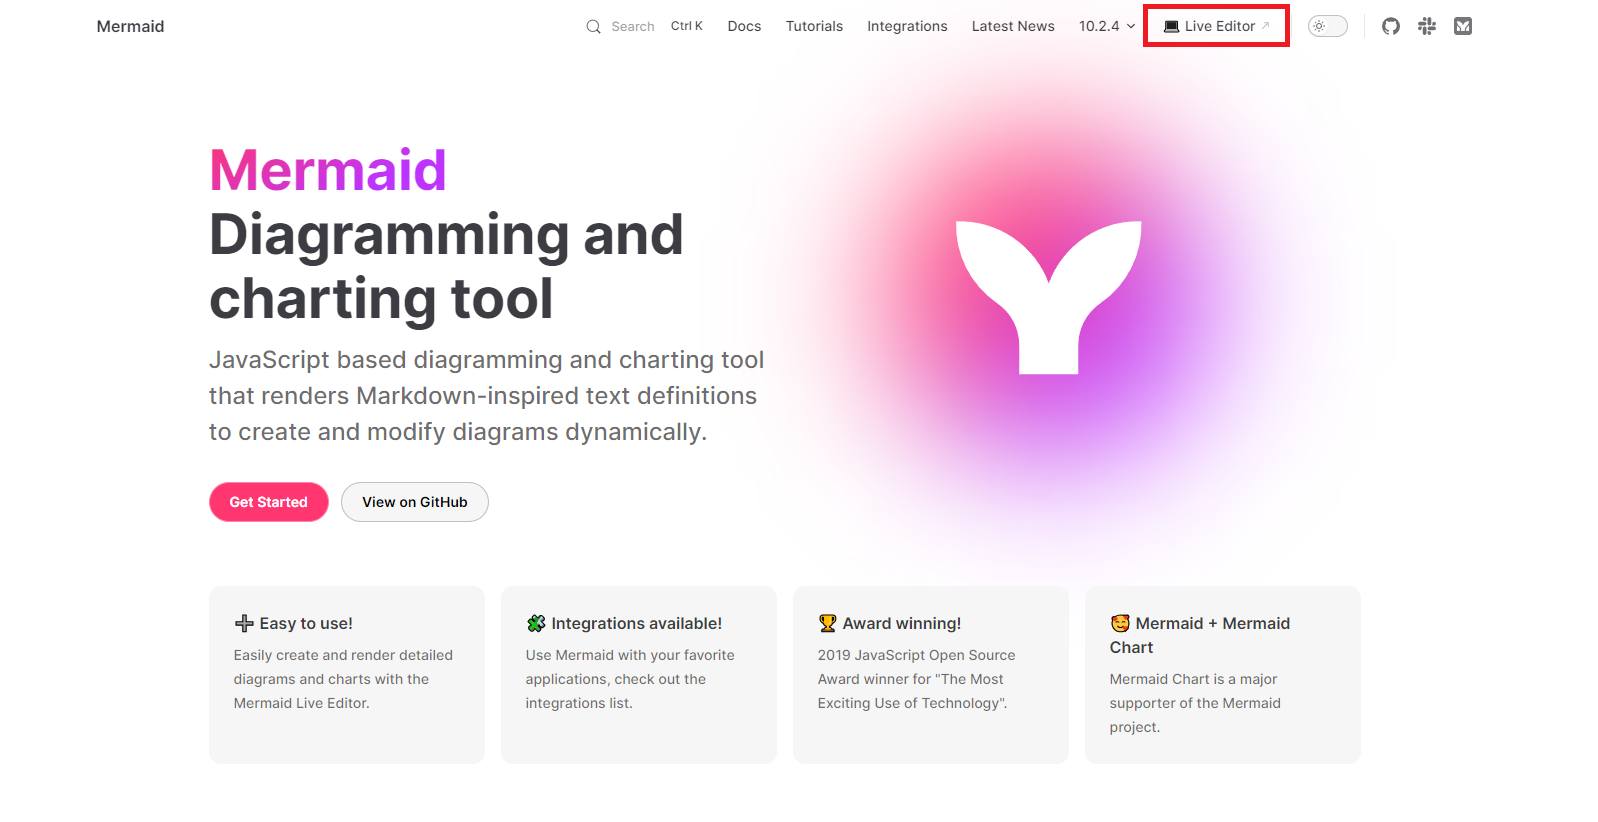 Mermaid
Search Ctrl K Docs Tutorials Integrations Latest News 10.2.4 Live Editor
Mermaid
Diagramming and
charting tool
JavaScript based diagramming and charting tool
that renders Markdown-inspired text definitions
to create and modify diagrams dynamically.
Get Started
View on GitHub
Easy to use!
Easily create and render detailed
diagrams and charts with the
Mermaid Live Editor.
Integrations available!
Use Mermaid with your favorite
applications, check out the
integrations list.
Award winning!
2019 JavaScript Open Source
Award winner for "The Most
Exciting Use of Technology".
Mermaid + Mermaid
Chart
Mermaid Chart is a major
supporter of the Mermaid
project.